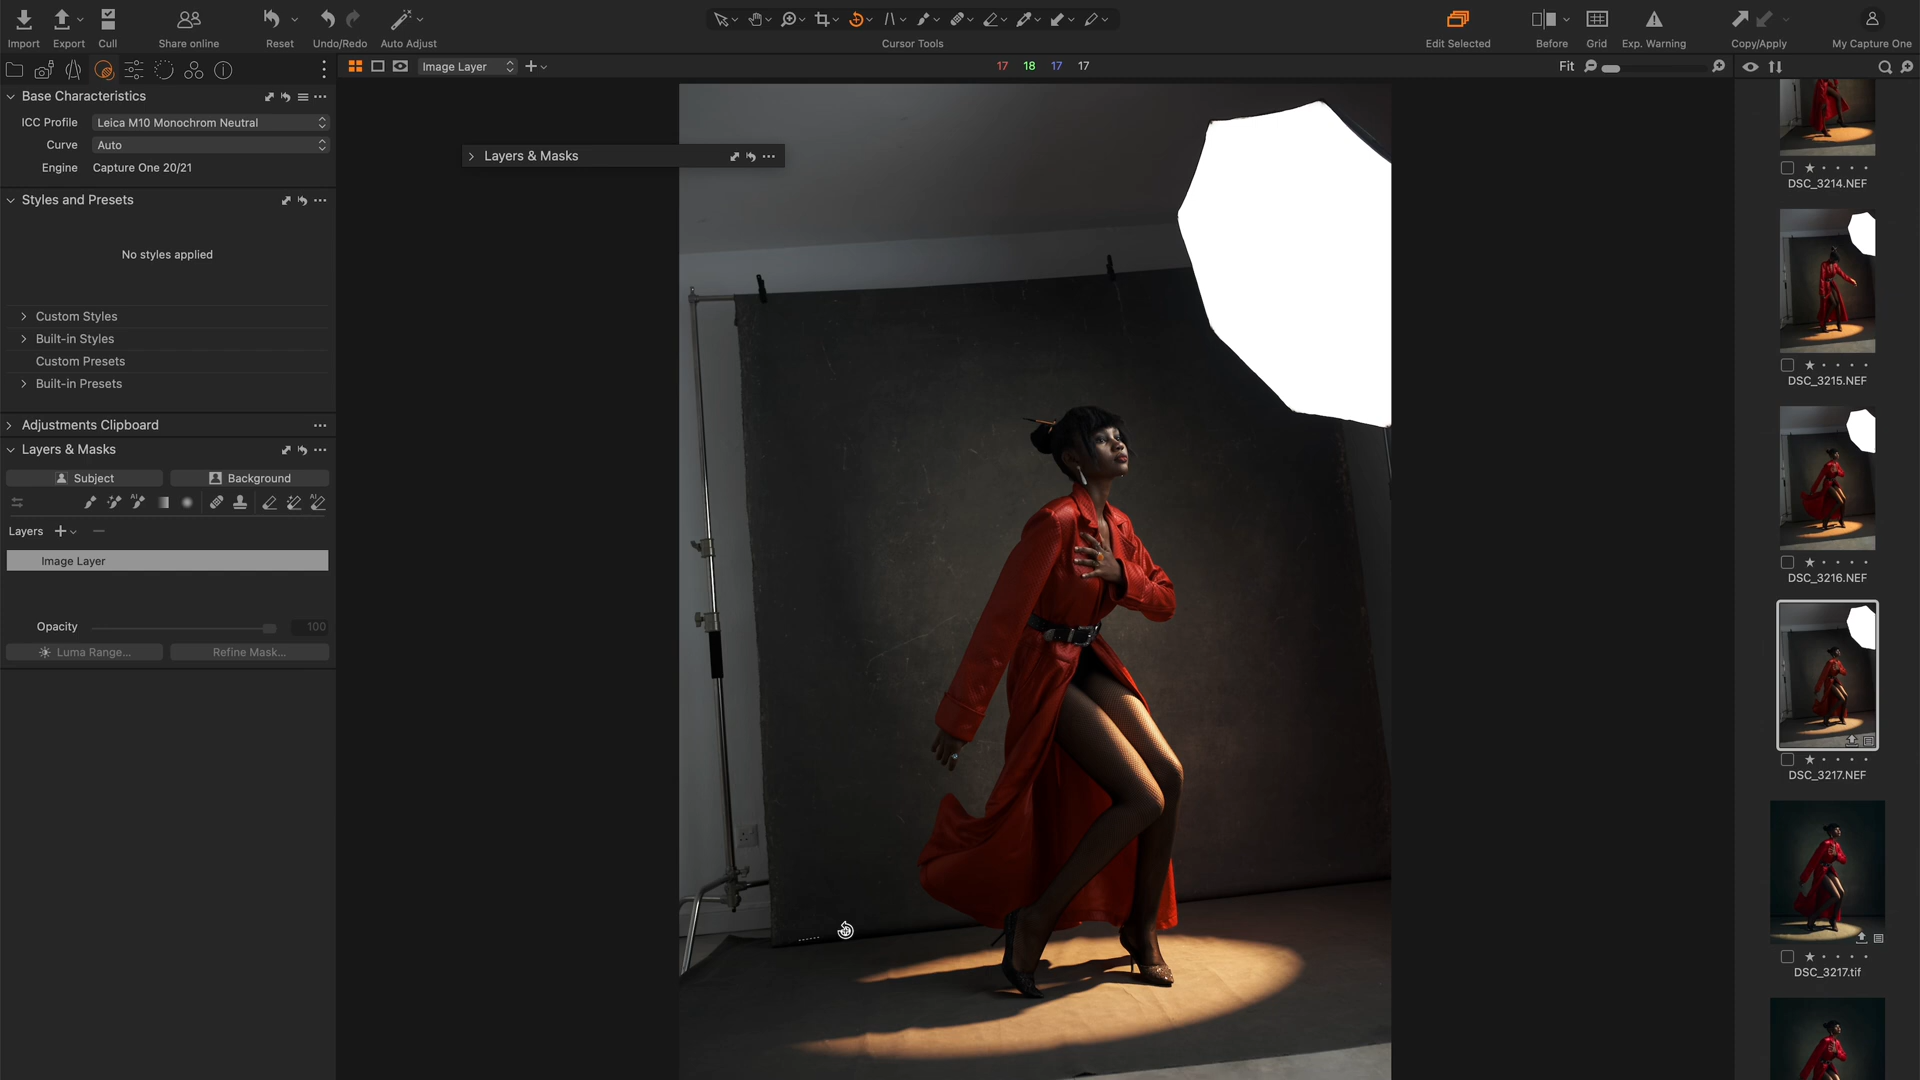 Import
Export
Cull
Share online
Reset
Undo/Redo
Auto Adjust
Cursor Tools
Edit Selected
Before
Grid
Exp. Warning
Copy/Apply
My Capture One
Image Layer
17 18 17 17
Fit
Base Characteristics
ICC Profile
Leica M10 Monochrom Neutral
Curve
Auto
Engine
Capture One 20/21
Styles and Presets
No styles applied
Custom Styles
Built-in Styles
Custom Presets
Built-in Presets
Adjustments Clipboard
Layers & Masks
Subject
Background
AI
AI
Layers
Image Layer
Opacity
100
Luma Range...
Refine Mask...
Layers & Masks
DSC_3214.NEF
DSC_3215.NEF
DSC_3216.NEF
DSC_3217.NEF
DSC_3217.tif